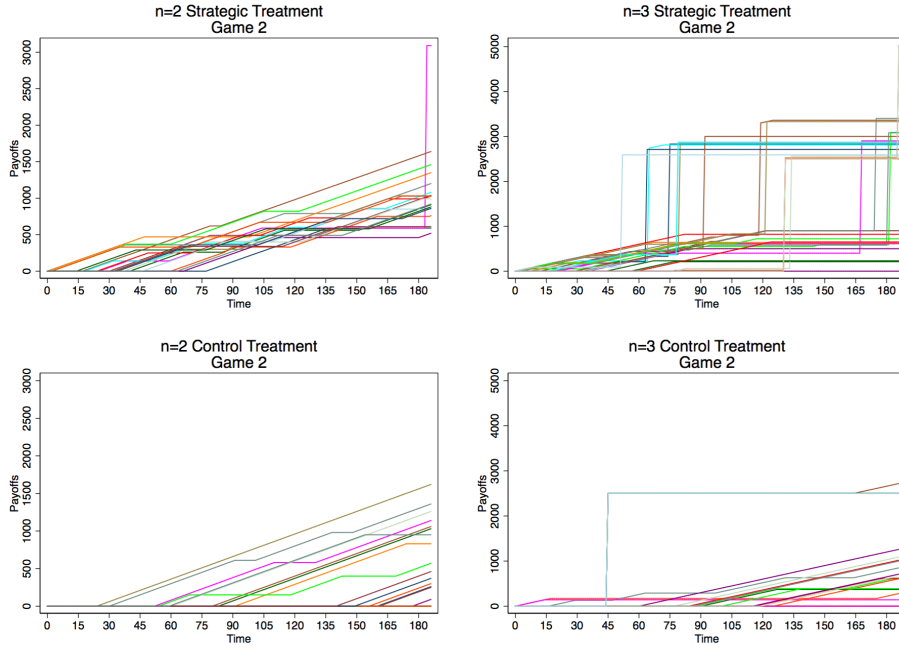 n=2 Strategic Treatment
Game 2
Payoffs
0 500 1000 1500 2000 2500 3000
0 15 30 45 60 75 90 105 120 135 150 165 180
Time
n=3 Strategic Treatment
Game 2
Payoffs
0 1000 2000 3000 4000 5000
0 15 30 45 60 75 90 105 120 135 150 165 180
Time
n=2 Control Treatment
Game 2
Payoffs
0 500 1000 1500 2000 2500 3000
0 15 30 45 60 75 90 105 120 135 150 165 180
Time
n=3 Control Treatment
Game 2
Payoffs
0 1000 2000 3000 4000 5000
0 15 30 45 60 75 90 105 120 135 150 165 180
Time